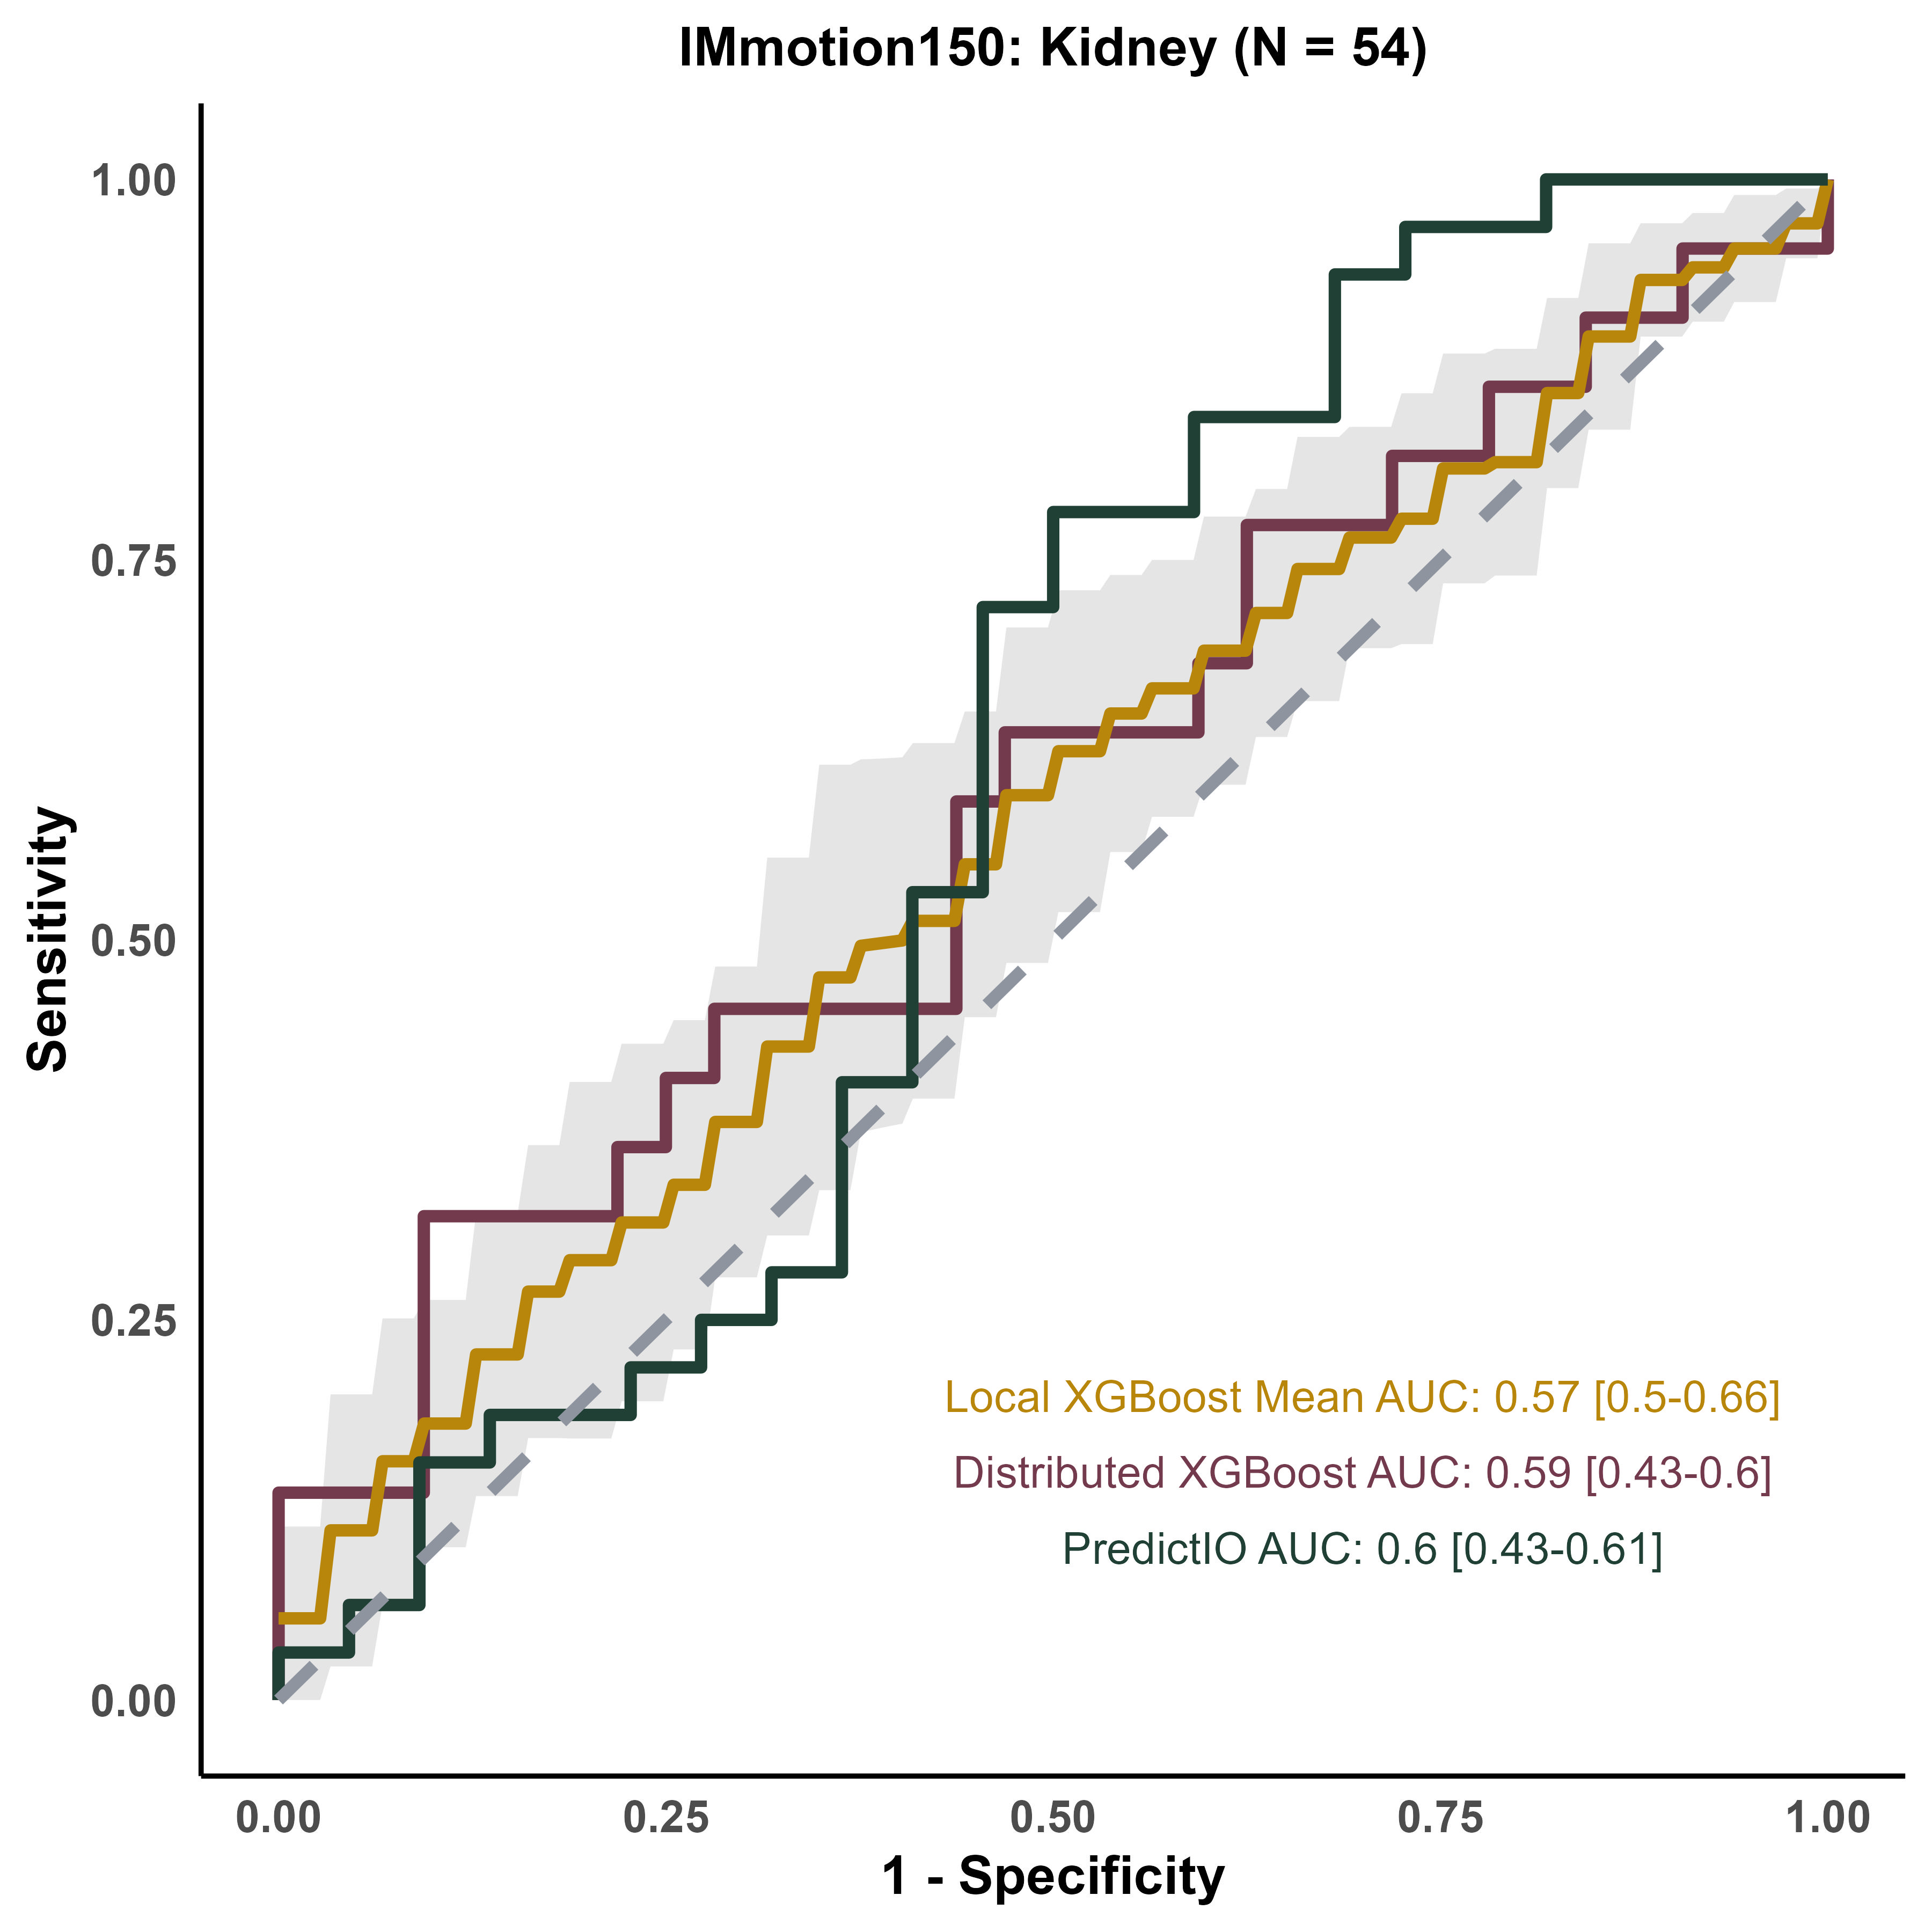 IMmotion150: Kidney (N = 54)
1.00
0.75
0.50
0.25
0.00
Sensitivity
Local XGBoost Mean AUC: 0.57 [0.5-0.66]
Distributed XGBoost AUC: 0.59 [0.43-0.6]
PredictIO AUC: 0.6 [0.43-0.61]
0.00 0.25 0.50 0.75 1.00
1 - Specificity